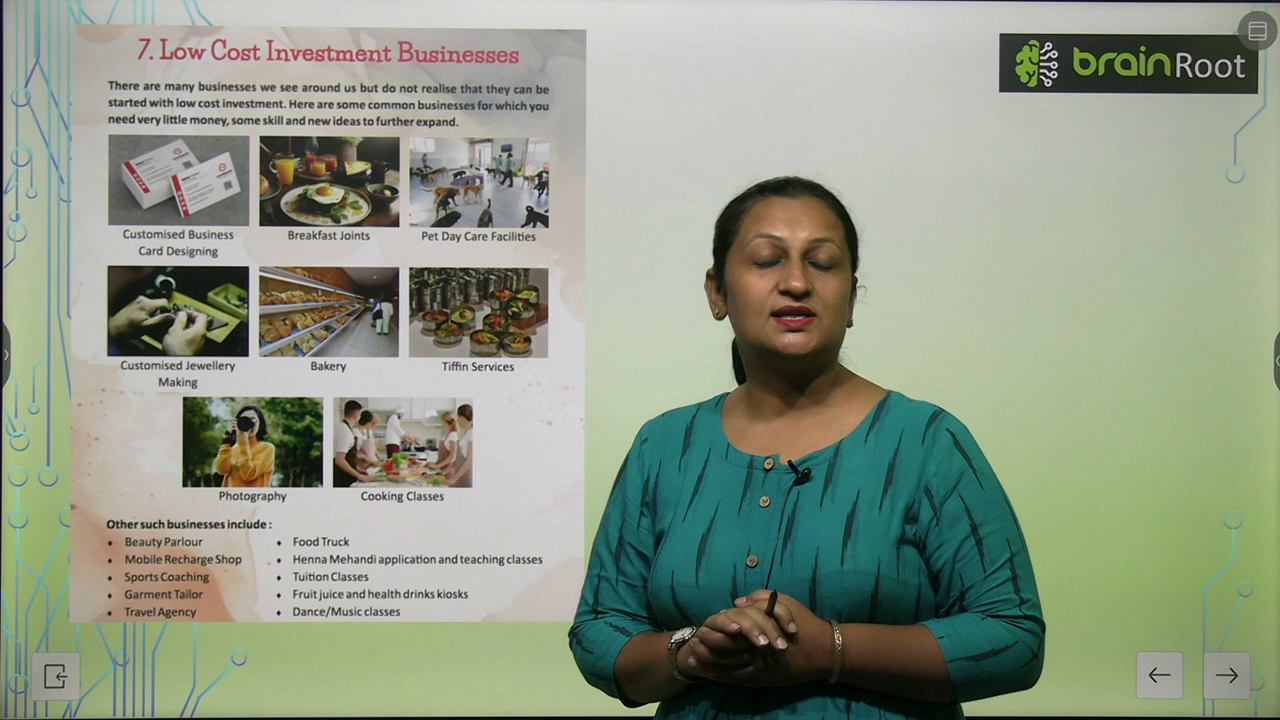 7. Low Cost Investment Businesses
There are many businesses we see around us but do not realise that they can be
started with low cost investment. Here are some common businesses for which you
need very little money, some skill and new ideas to further expand.
Customised Business
Card Designing
Breakfast Joints
Pet Day Care Facilities
Customised Jewellery
Making
Bakery
Tiffin Services
Photography
Cooking Classes
Other such businesses include :
♦ Beauty Parlour
♦ Mobile Recharge Shop
♦ Sports Coaching
♦ Garment Tailor
♦ Travel Agency
♦ Food Truck
♦ Henna Mehandi application and teaching classes
♦ Tuition Classes
♦ Fruit juice and health drinks kiosks
♦ Dance/Music classes
brainRoot